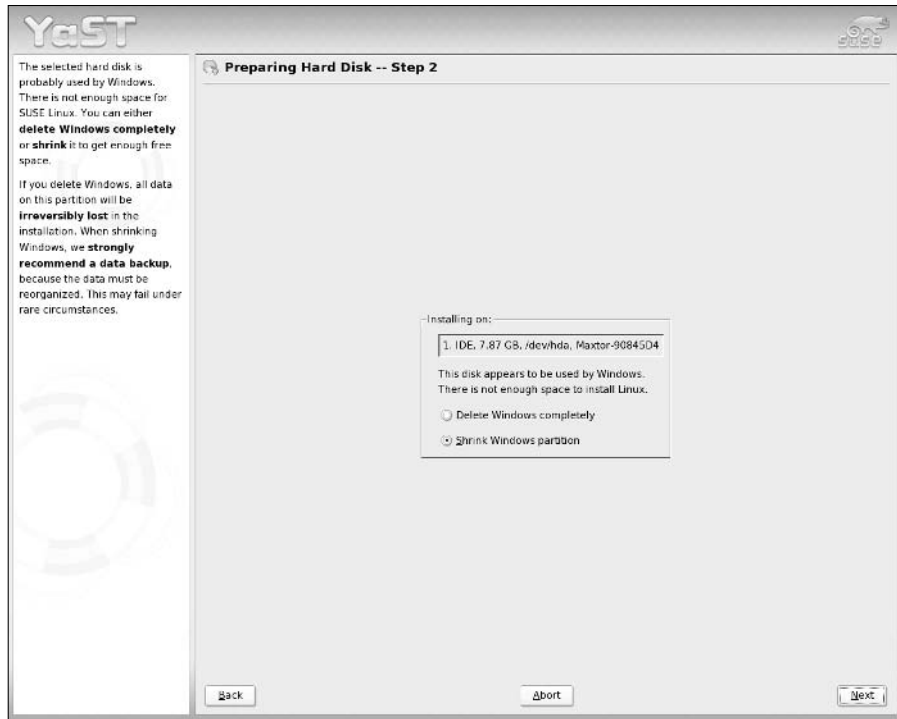 YaST
SUSE
The selected hard disk is
probably used by Windows.
There is not enough space for
SUSE Linux. You can either
delete Windows completely
or shrink it to get enough free
space.
If you delete Windows, all data
on this partition will be
irreversibly lost in the
installation. When shrinking
Windows, we strongly
recommend a data backup,
because the data must be
reorganized. This may fail under
rare circumstances.
Preparing Hard Disk -- Step 2
Installing on:
1. IDE, 7.87 GB, /dev/hda, Maxtor-90845D4
This disk appears to be used by Windows.
There is not enough space to install Linux.
Delete Windows completely
Shrink Windows partition
Back
Abort
Next